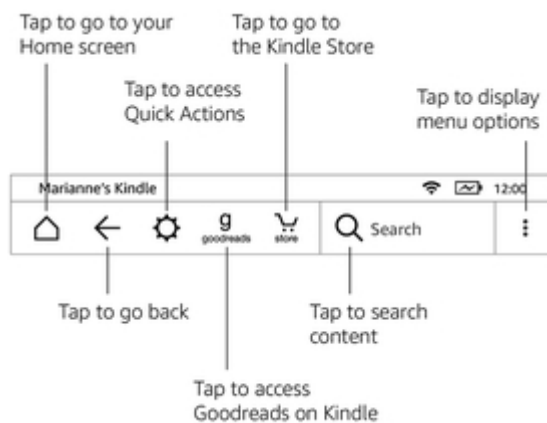 Tap to go to your
Home screen
Tap to go to
the Kindle Store
Tap to access
Quick Actions
Tap to display
menu options
Marianne's Kindle
12:00
g
goodreads
store
Search
Tap to go back
Tap to search
content
Tap to access
Goodreads on Kindle